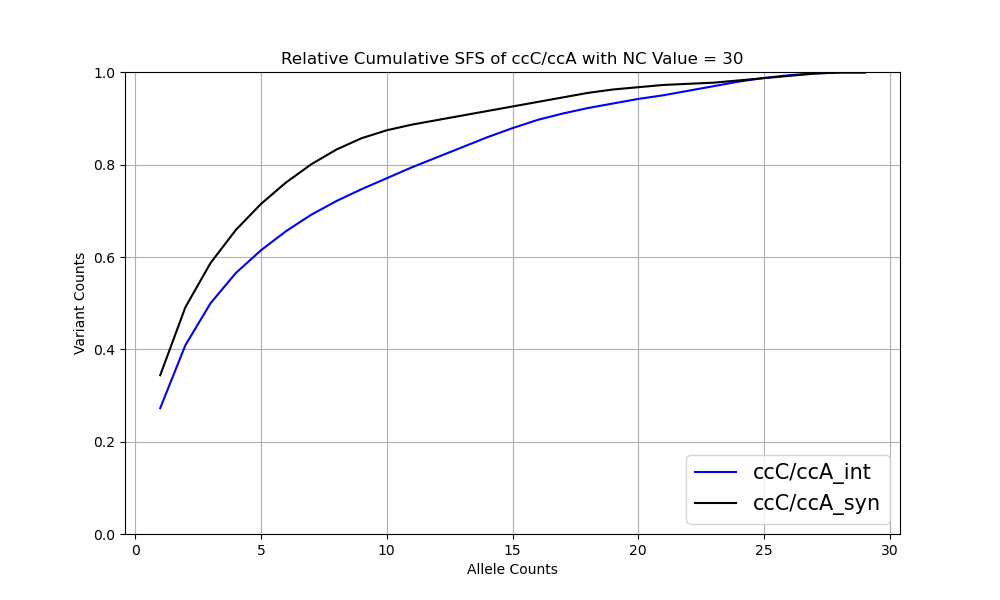 Relative Cumulative SFS of ccC/ccA with NC Value = 30
1.0
0.8
0.6
0.4
0.2
0.0
Variant Counts
0 5 10 15 20 25 30
Allele Counts
ccC/ccA_int
ccC/ccA_syn